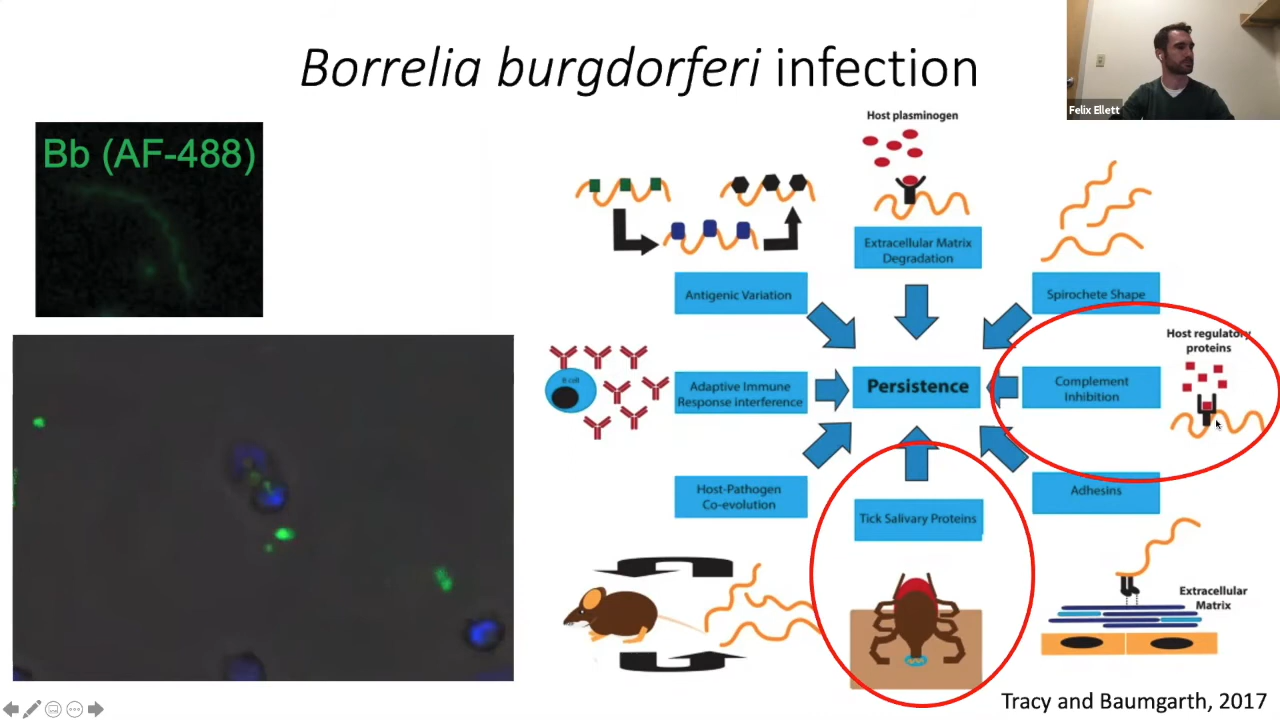 Borrelia burgdorferi infection
Felix Ellett
Bb (AF-488)
Host plasminogen
Extracellular Matrix
Degradation
Antigenic Variation
Spirochete Shape
Host regulatory
proteins
B cell
Adaptive Immune
Response interference
Persistence
Complement
Inhibition
Host-Pathogen
Co-evolution
Tick Salivary Proteins
Adhesins
Extracellular
Matrix
Tracy and Baumgarth, 2017